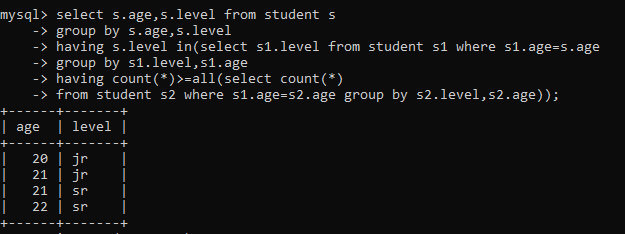 mysql> select s.age,s.level from student s
    -> group by s.age,s.level
    -> having s.level in(select s1.level from student s1 where s1.age=s.age
    -> group by s1.level,s1.age
    -> having count(*)>=all(select count(*)
    -> from student s2 where s1.age=s2.age group by s2.level,s2.age));
+------+-------+
| age  | level |
+------+-------+
|   20 | jr    |
|   21 | jr    |
|   21 | sr    |
|   22 | sr    |
+------+-------+